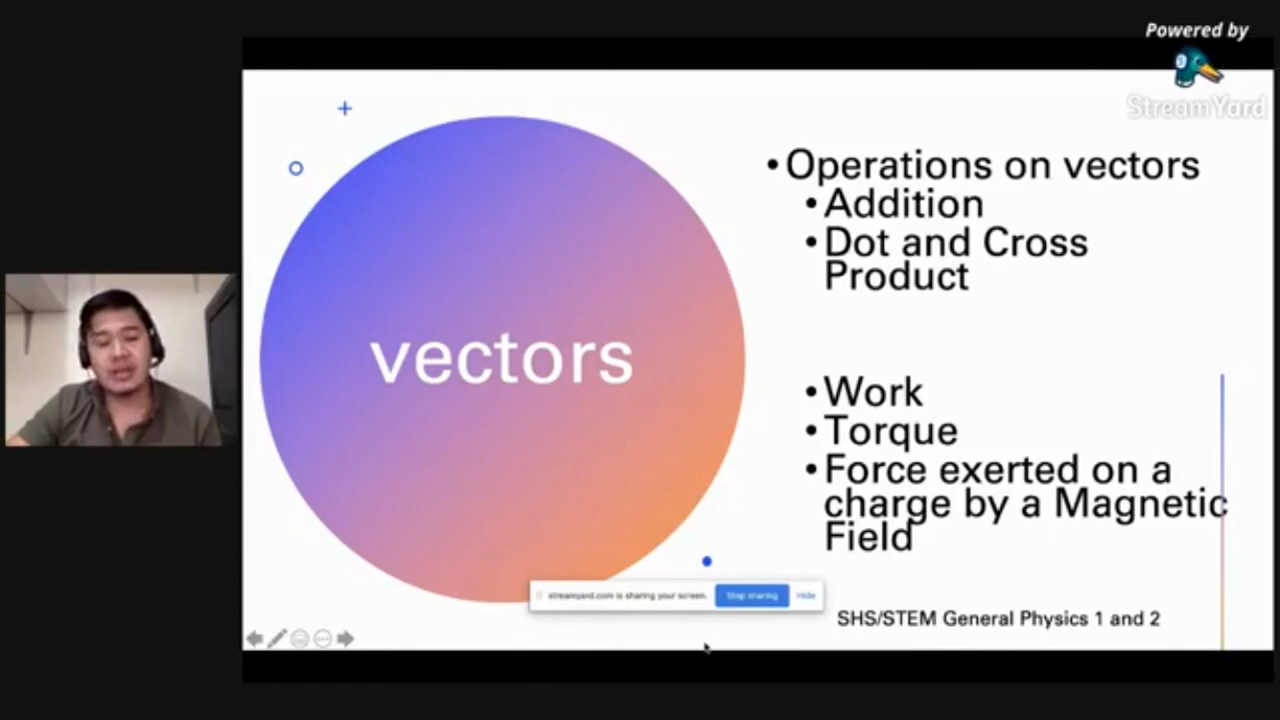 Powered by
StreamYard
• Operations on vectors
• Addition
• Dot and Cross
Product
vectors
• Work
• Torque
• Force exerted on a
charge by a Magnetic
Field
streamyard.com is sharing your screen.
Stop sharing
Hide
SHS/STEM General Physics 1 and 2